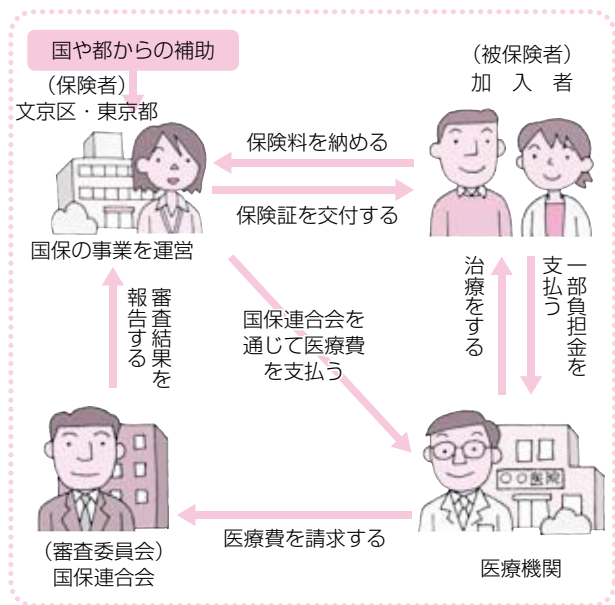 国や都からの補助
（保険者）
文京区・東京都
国保の事業を運営
（被保険者）
加入者
保険料を納める
保険証を交付する
治療をする
一部負担金を
支払う
審査結果を
報告する
国保連合会を
通じて医療費
を支払う
○○医院
医療機関
医療費を請求する
（審査委員会）
国保連合会